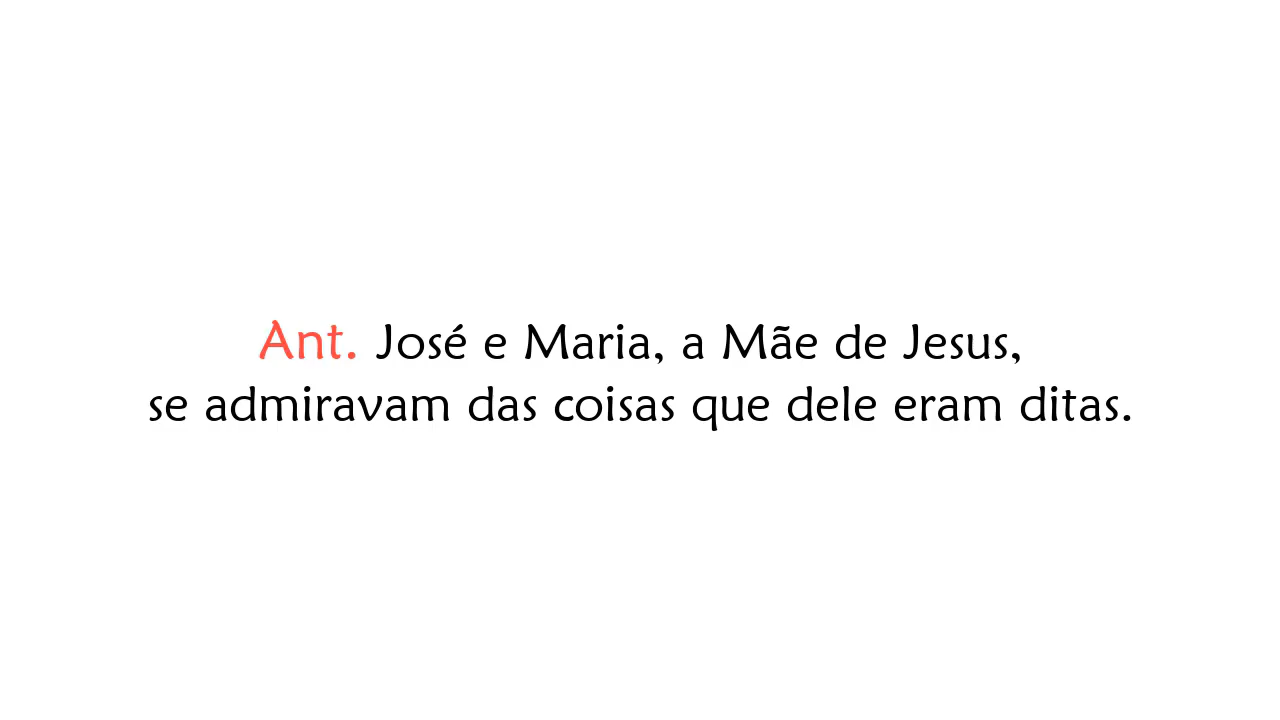 Ant. José e Maria, a Mãe de Jesus,
se admiravam das coisas que dele eram ditas.